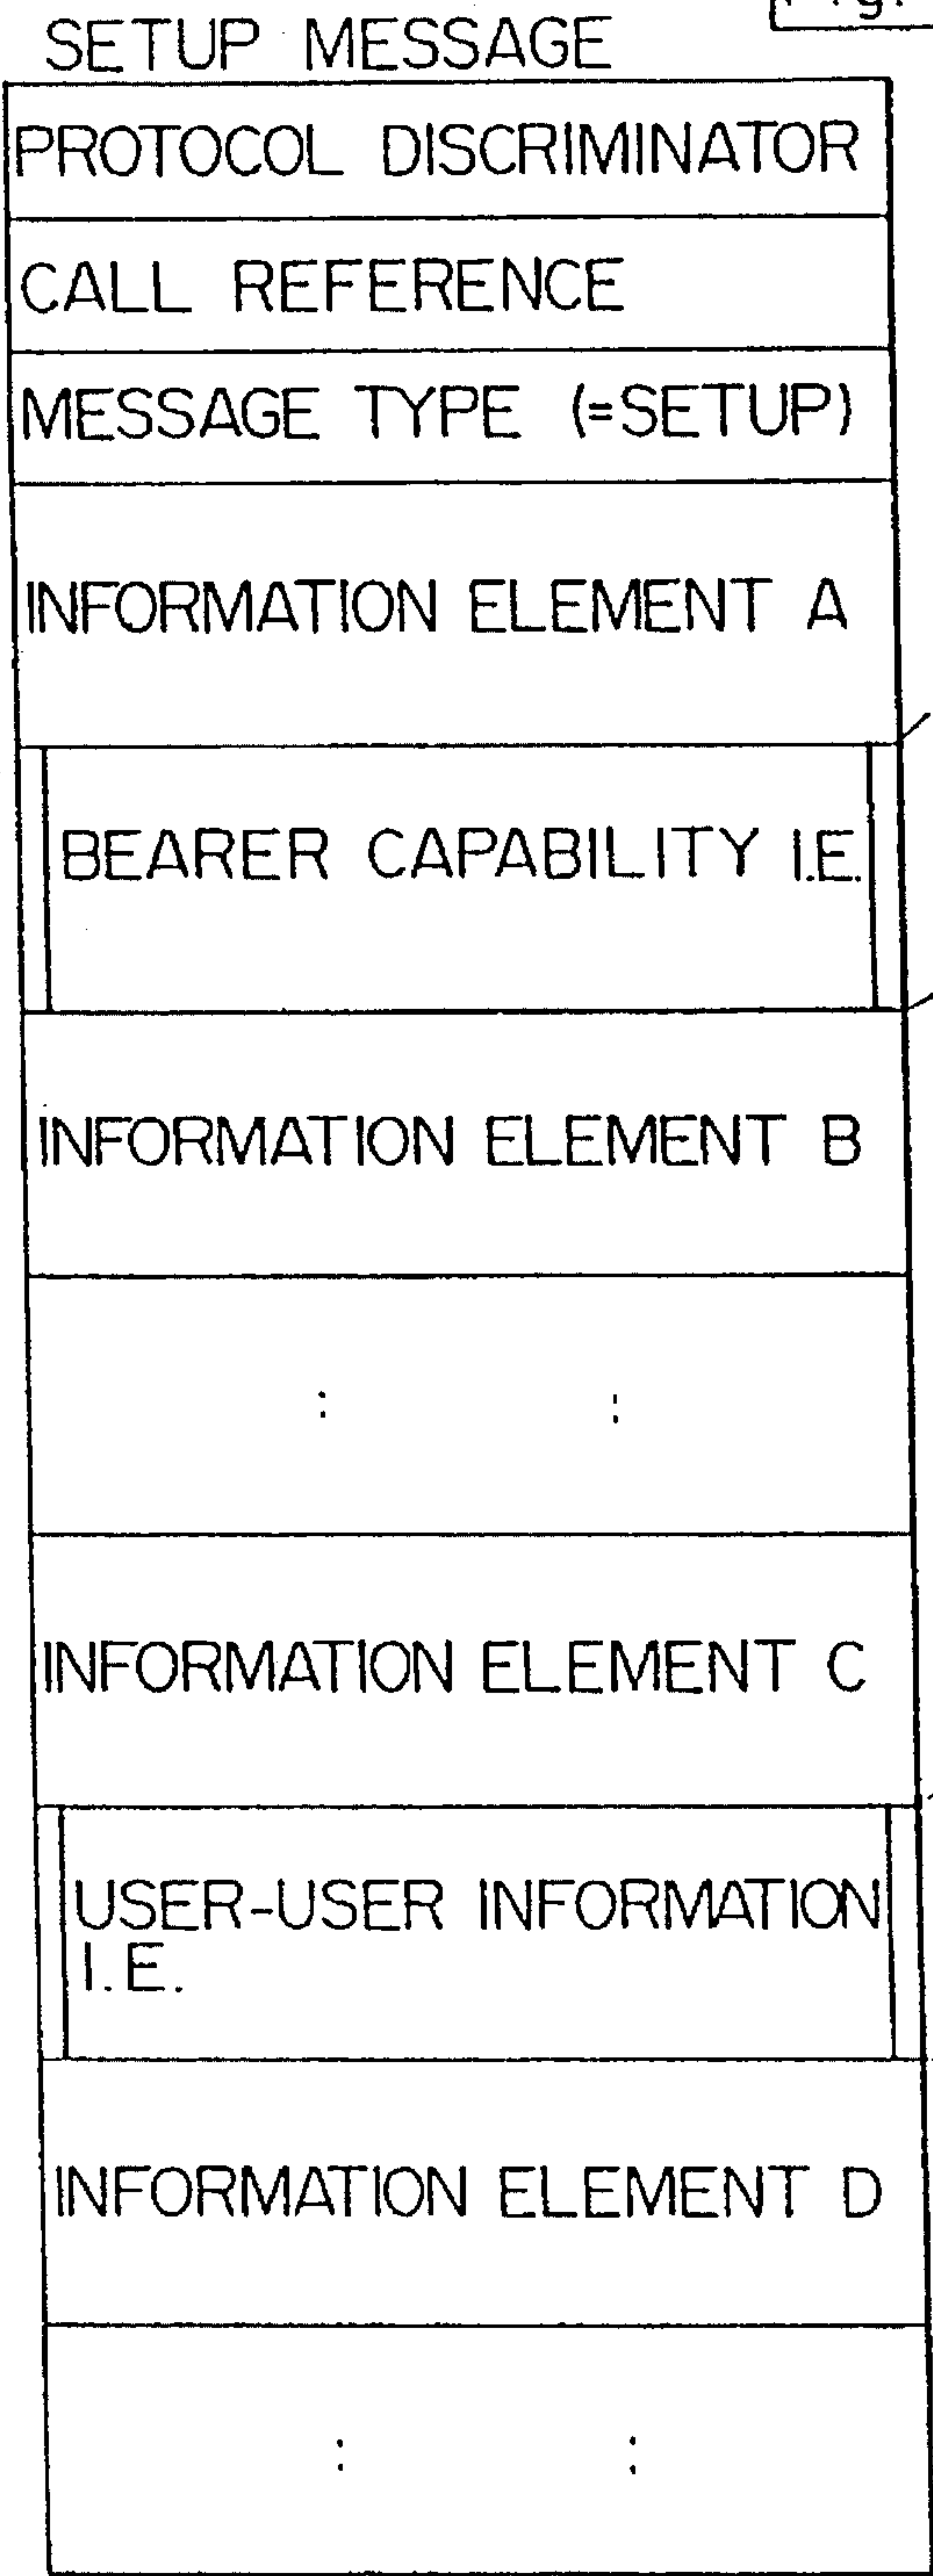 Fig.
SETUP MESSAGE
PROTOCOL DISCRIMINATOR
CALL REFERENCE
MESSAGE TYPE (=SETUP)
INFORMATION ELEMENT A
BEARER CAPABILITY I.E.
INFORMATION ELEMENT B
: :
INFORMATION ELEMENT C
USER-USER INFORMATION
I.E.
INFORMATION ELEMENT D
: :